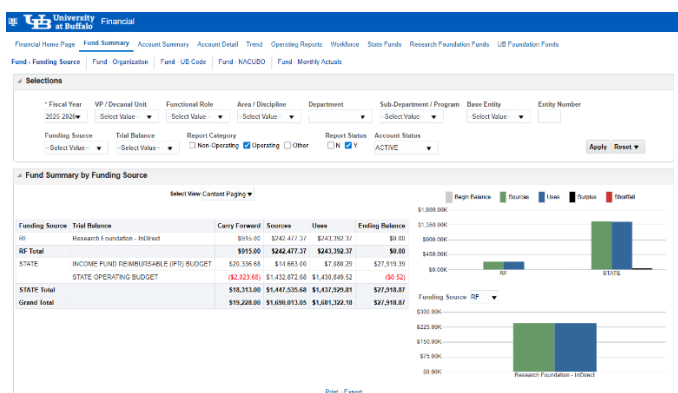 University at Buffalo Financial
Financial Home Page Fund Summary Account Summary Account Detail Trend Operating Reports Workforce State Funds Research Foundation Funds UB Foundation Funds
Fund - Funding Source Fund - Organization Fund - UB Code Fund - NACUBO Fund - Monthly Actuals
Selections
* Fiscal Year VP / Decanal Unit Functional Role Area / Discipline Department Sub-Department / Program Base Entity Entity Number
2025-2026 --Select Value-- --Select Value-- --Select Value-- --Select Value-- --Select Value--
Funding Source Trial Balance Report Category Report Status Account Status
--Select Value-- --Select Value-- Non-Operating Operating Other N Y ACTIVE Apply Reset
Fund Summary by Funding Source
Select View Content Paging
Begin Balance Sources Uses Surplus Shortfall
Funding Source Trial Balance Carry Forward Sources Uses Ending Balance
RF Research Foundation - InDirect $915.00 $242,477.37 $243,392.37 $0.00
RF Total $915.00 $242,477.37 $243,392.37 $0.00
STATE INCOME FUND REIMBURSABLE (IFR) BUDGET $20,336.68 $14,663.00 $7,080.29 $27,919.39
STATE OPERATING BUDGET ($2,023.68) $1,432,872.68 $1,430,849.52 ($0.52)
STATE Total $18,313.00 $1,447,535.68 $1,437,929.81 $27,918.87
Grand Total $19,228.00 $1,690,013.05 $1,681,322.18 $27,918.87
$1,800.00K
$1,350.00K
$900.00K
$450.00K
$0.00K
RF STATE
Funding Source RF
$300.00K
$225.00K
$150.00K
$75.00K
$0.00K
Research Foundation - InDirect
Print - Export